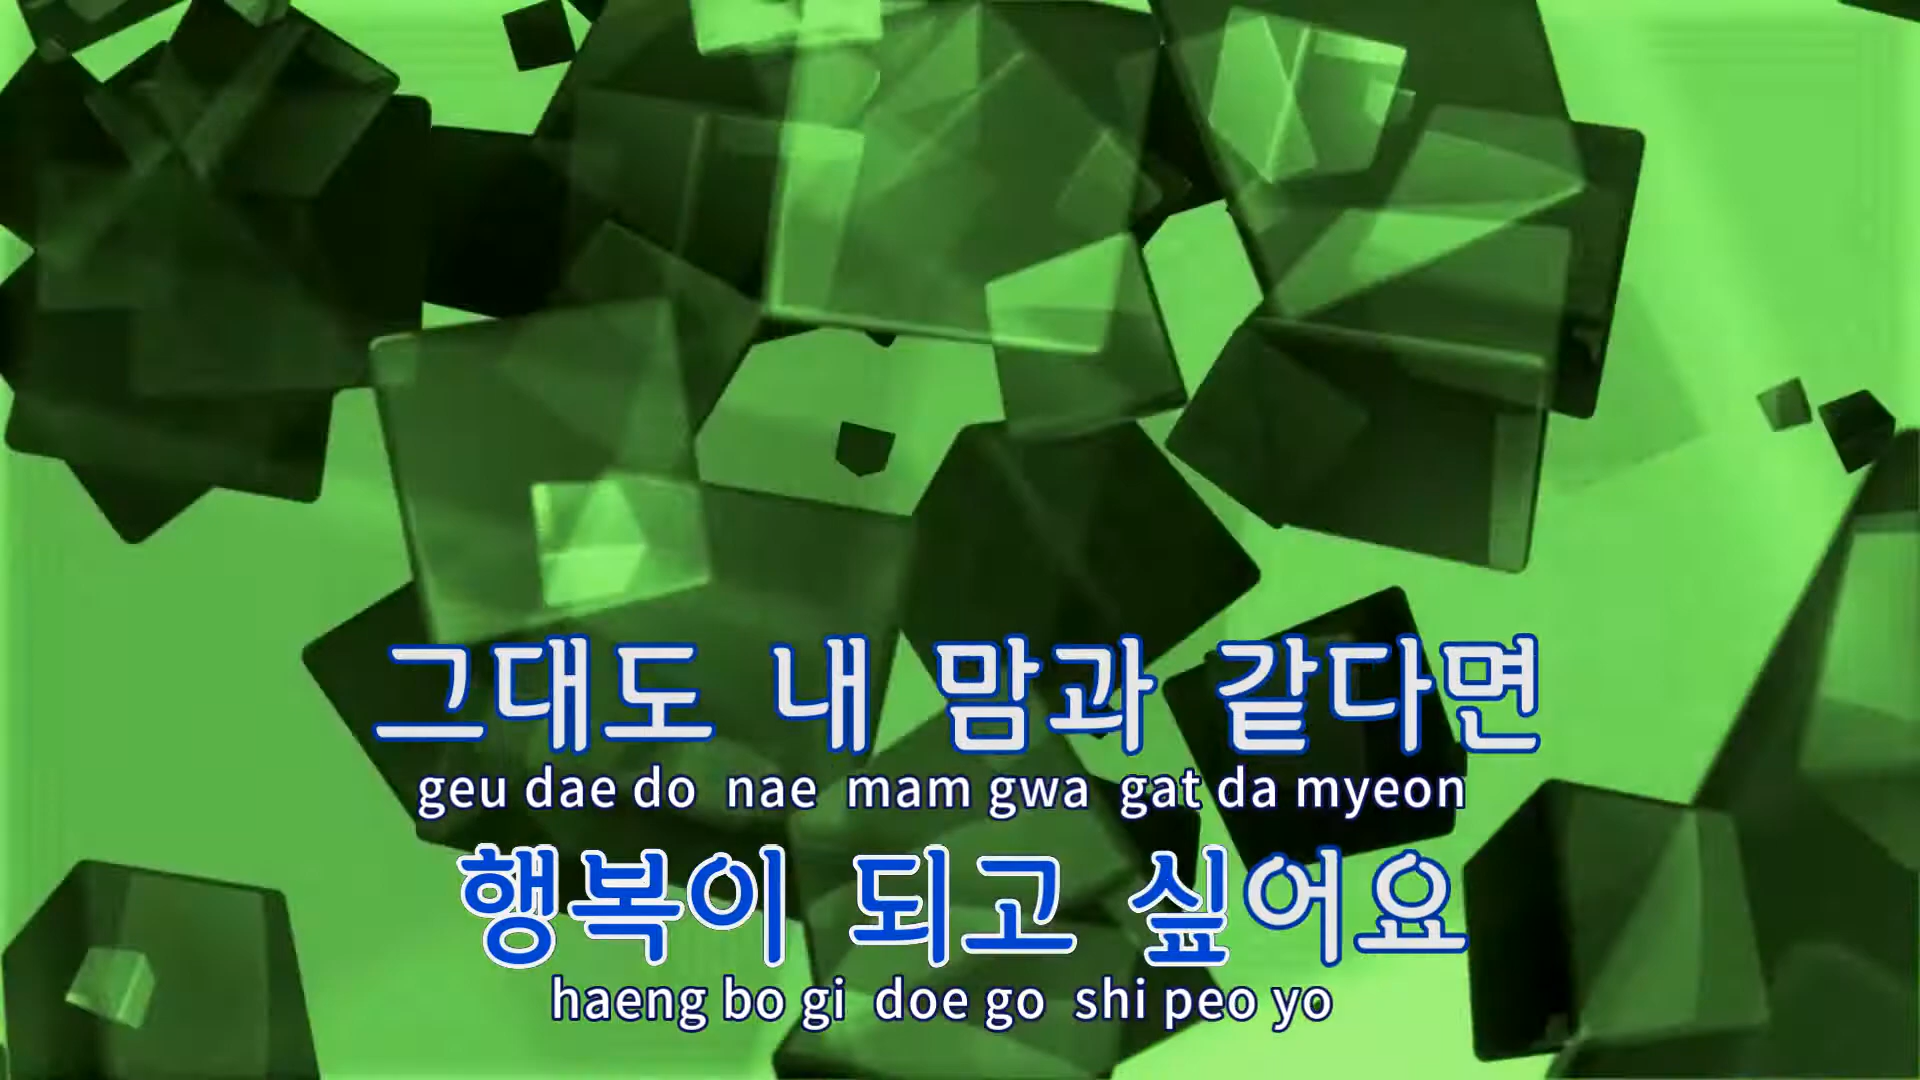 그대도 내 맘과 같다면
geu dae do nae mam gwa gat da myeon
행복이 되고 싶어요
haeng bo gi doe go shi peo yo